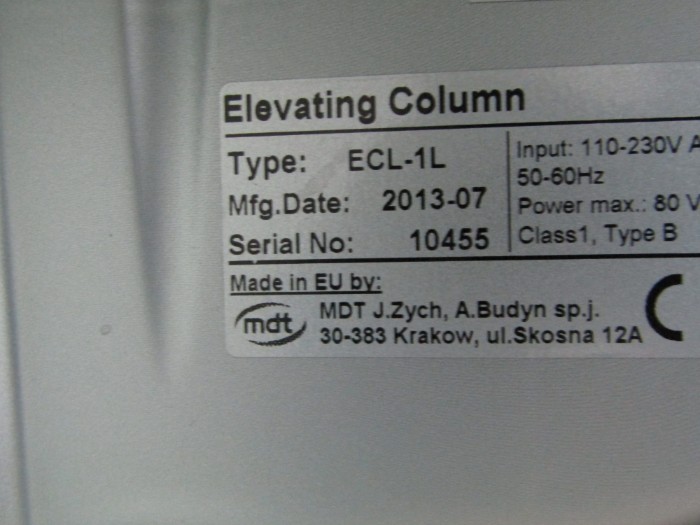 Elevating Column
Type: ECL-1L
Mfg.Date: 2013-07
Serial No: 10455
Input: 110-230V A
50-60Hz
Power max.: 80 V
Class1, Type B
Made in EU by:
mdt
MDT J.Zych, A.Budyn sp.j.
30-383 Krakow, ul.Skosna 12A
C